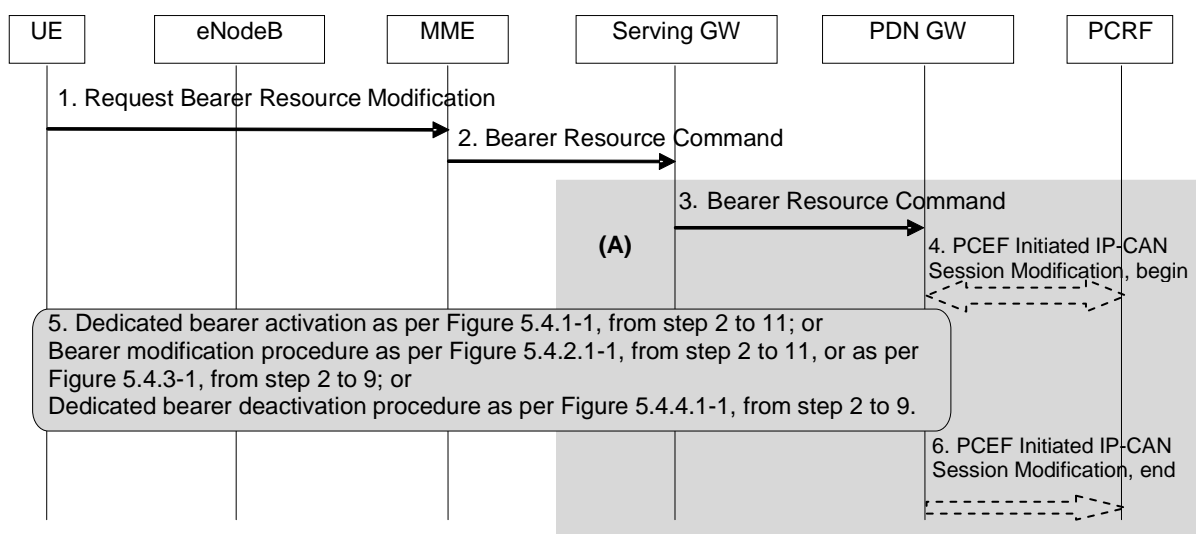 UE
eNodeB
MME
Serving GW
PDN GW
PCRF
1. Request Bearer Resource Modification
2. Bearer Resource Command
3. Bearer Resource Command
(A)
4. PCEF Initiated IP-CAN
Session Modification, begin
5. Dedicated bearer activation as per Figure 5.4.1-1, from step 2 to 11; or
Bearer modification procedure as per Figure 5.4.2.1-1, from step 2 to 11, or as per
Figure 5.4.3-1, from step 2 to 9; or
Dedicated bearer deactivation procedure as per Figure 5.4.4.1-1, from step 2 to 9.
6. PCEF Initiated IP-CAN
Session Modification, end